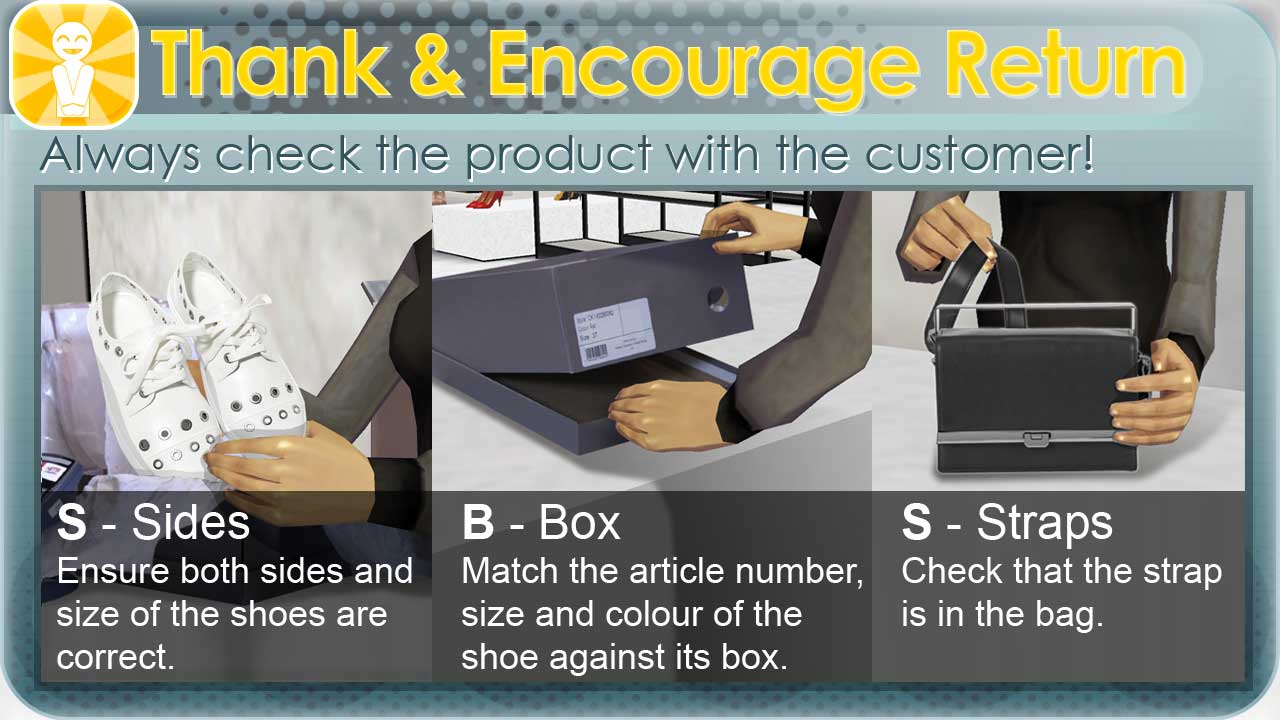 Thank & Encourage Return
Always check the product with the customer!
S - Sides
Ensure both sides and
size of the shoes are
correct.
B - Box
Match the article number,
size and colour of the
shoe against its box.
S - Straps
Check that the strap
is in the bag.